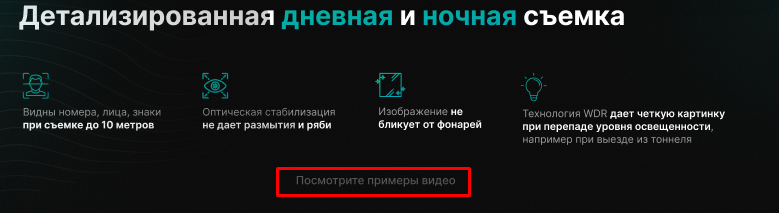 Детализированная дневная и ночная съемка
Видны номера, лица, знаки
при съемке до 10 метров
Оптическая стабилизация
не дает размытия и ряби
Изображение не
бликует от фонарей
Технология WDR дает четкую картинку
при перепаде уровня освещенности,
например при выезде из тоннеля
Посмотрите примеры видео